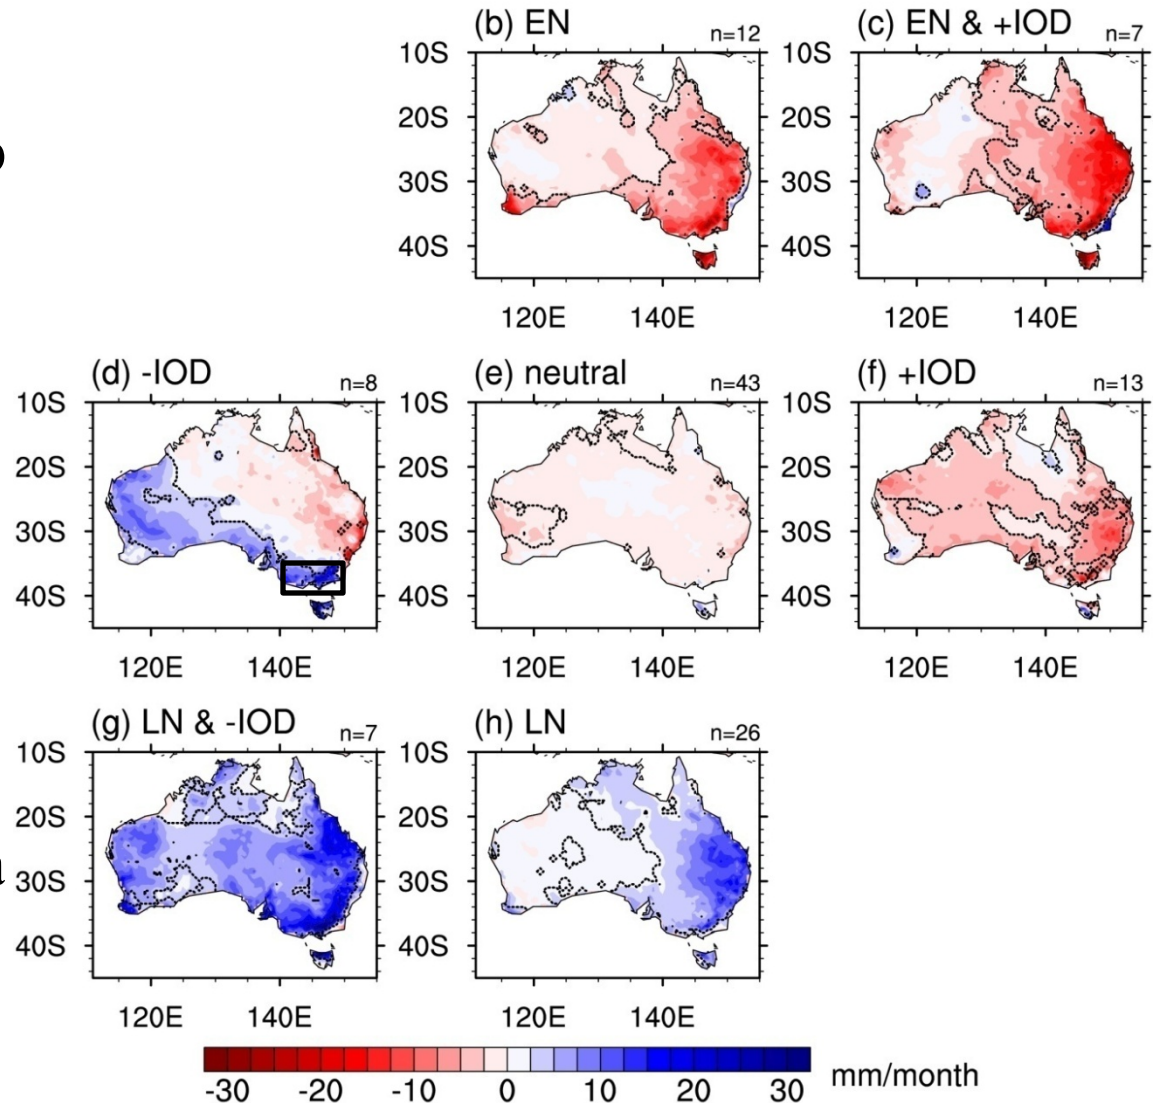 (b) EN n=12
(c) EN & +IOD n=7
10S
20S
30S
40S
120E 140E
10S
20S
30S
40S
120E 140E
(d) -IOD n=8
(e) neutral n=43
(f) +IOD n=13
10S
20S
30S
40S
120E 140E
10S
20S
30S
40S
120E 140E
10S
20S
30S
40S
120E 140E
(g) LN & -IOD n=7
(h) LN n=26
10S
20S
30S
40S
120E 140E
10S
20S
30S
40S
120E 140E
-30 -20 -10 0 10 20 30 mm/month